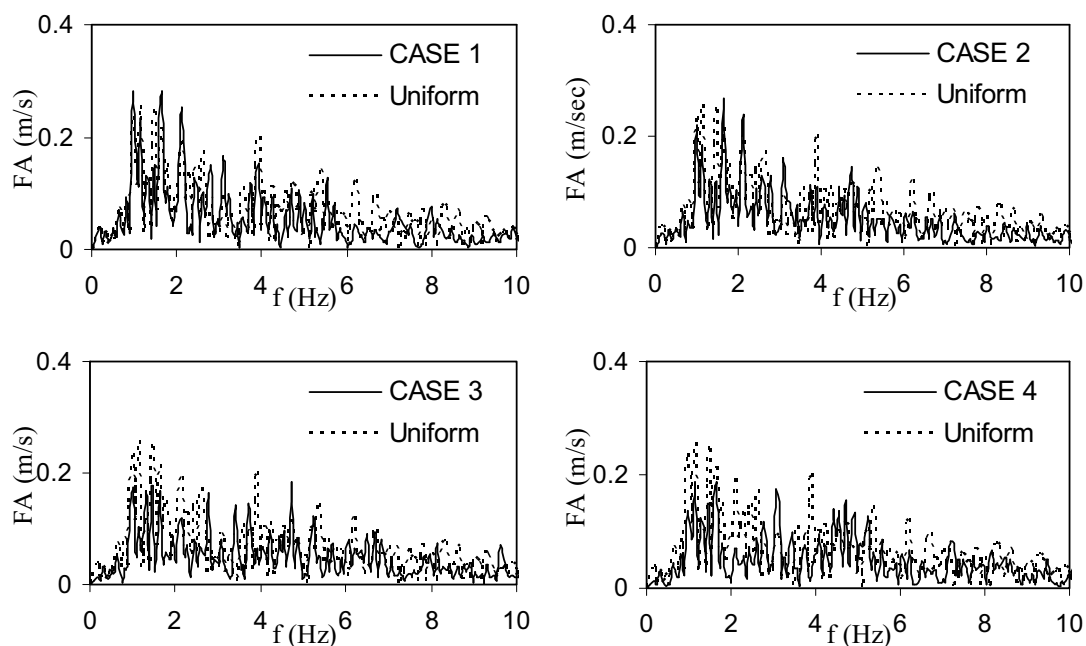 0.4
CASE 1
Uniform
0.2
0
FA (m/s)
0 2 4 6 8 10
f (Hz)
0.4
CASE 2
Uniform
0.2
0
FA (m/sec)
0 2 4 6 8 10
f (Hz)
0.4
CASE 3
Uniform
0.2
0
FA (m/s)
0 2 4 6 8 10
f (Hz)
0.4
CASE 4
Uniform
0.2
0
FA (m/s)
0 2 4 6 8 10
f (Hz)